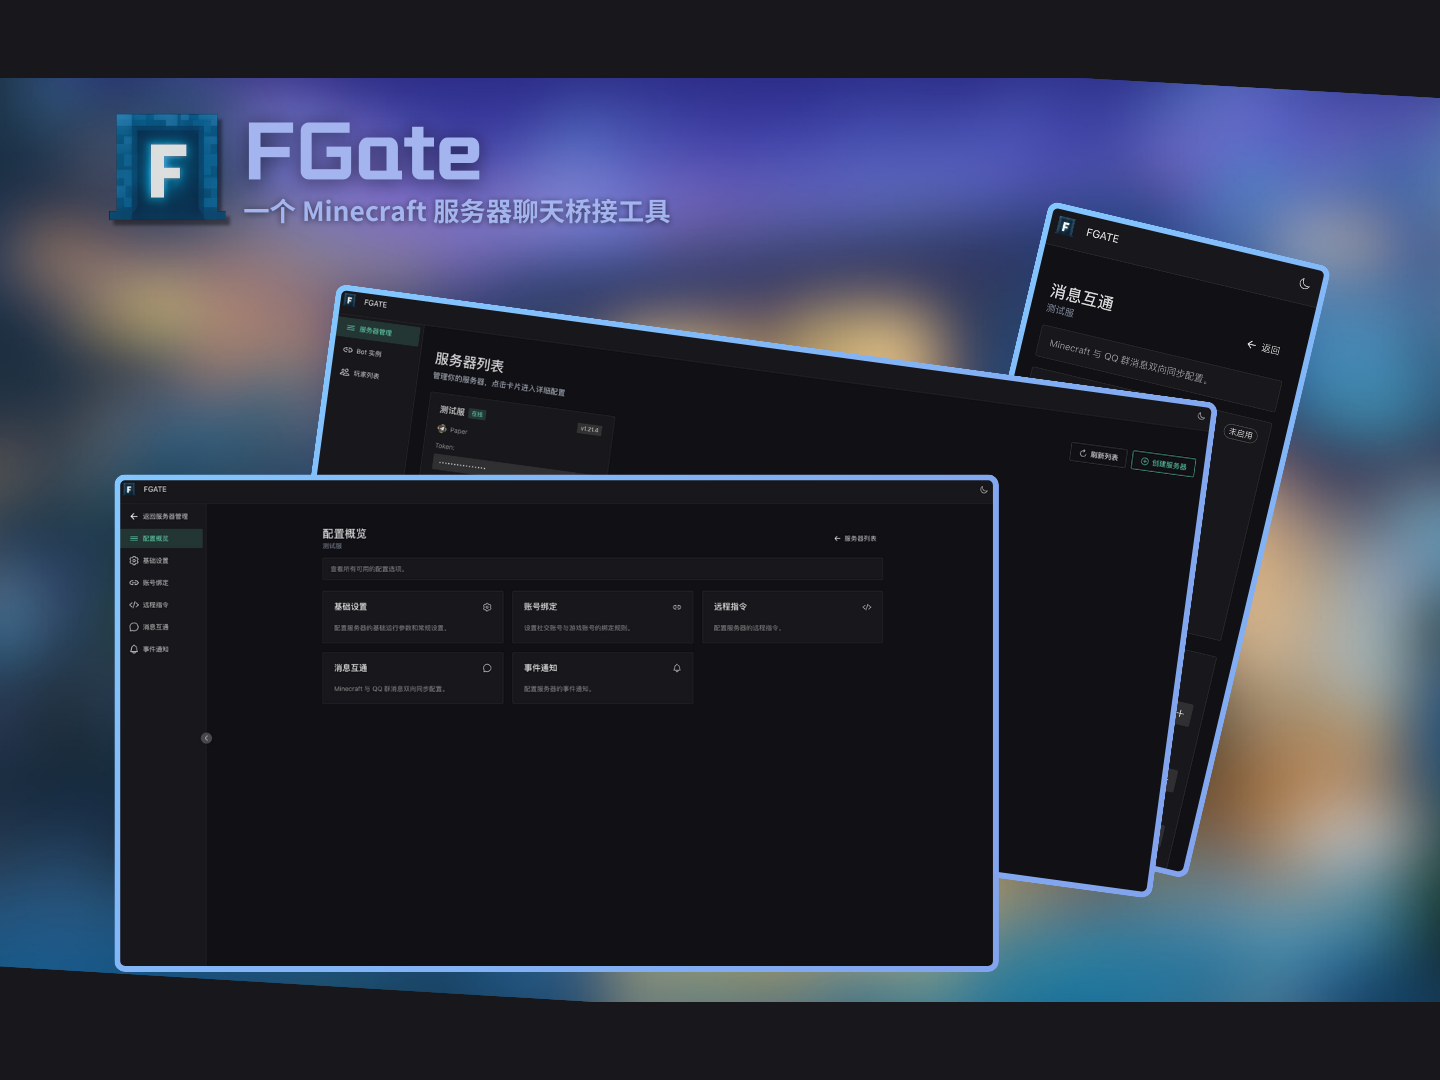 F
FGate
一个 Minecraft 服务器聊天桥接工具
F
FGATE
消息互通
测试服
返回
Minecraft 与 QQ 群消息双向同步配置。
未启用
F
FGATE
服务器管理
Bot 实例
玩家列表
服务器列表
管理你的服务器，点击卡片进入详细配置
刷新列表
创建服务器
测试服 在线
v1.21.4
Paper
Token:
F
FGATE
返回服务器管理
配置概览
基础设置
账号绑定
远程指令
消息互通
事件通知
配置概览
测试服
服务器列表
查看所有可用的配置选项。
基础设置
配置服务器的基础运行参数和常规设置。
账号绑定
设置社交账号与游戏账号的绑定规则。
远程指令
配置服务器的远程指令。
消息互通
Minecraft 与 QQ 群消息双向同步配置。
事件通知
配置服务器的事件通知。